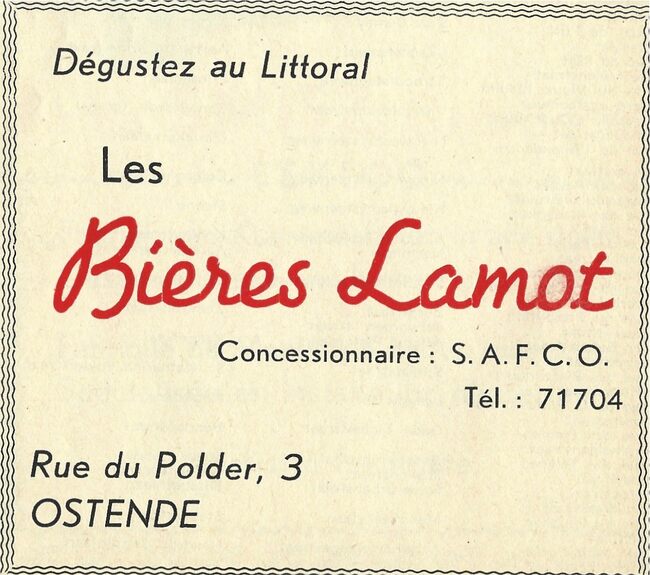 Dégustez au Littoral
Les
Bières Lamot
Concessionnaire : S. A. F. C. O.
Tél. : 71704
Rue du Polder, 3
OSTENDE